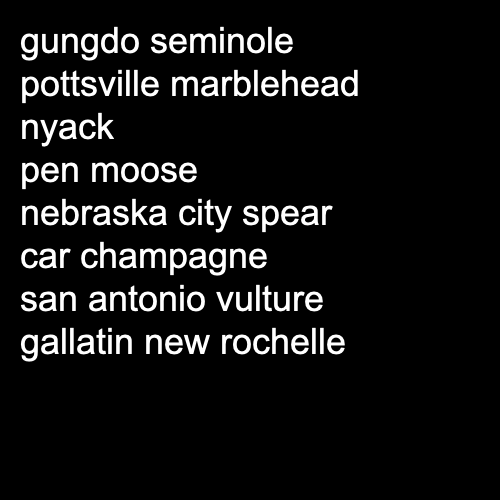 gungdo seminole
pottsville marblehead
nyack
pen moose
nebraska city spear
car champagne
san antonio vulture
gallatin new rochelle